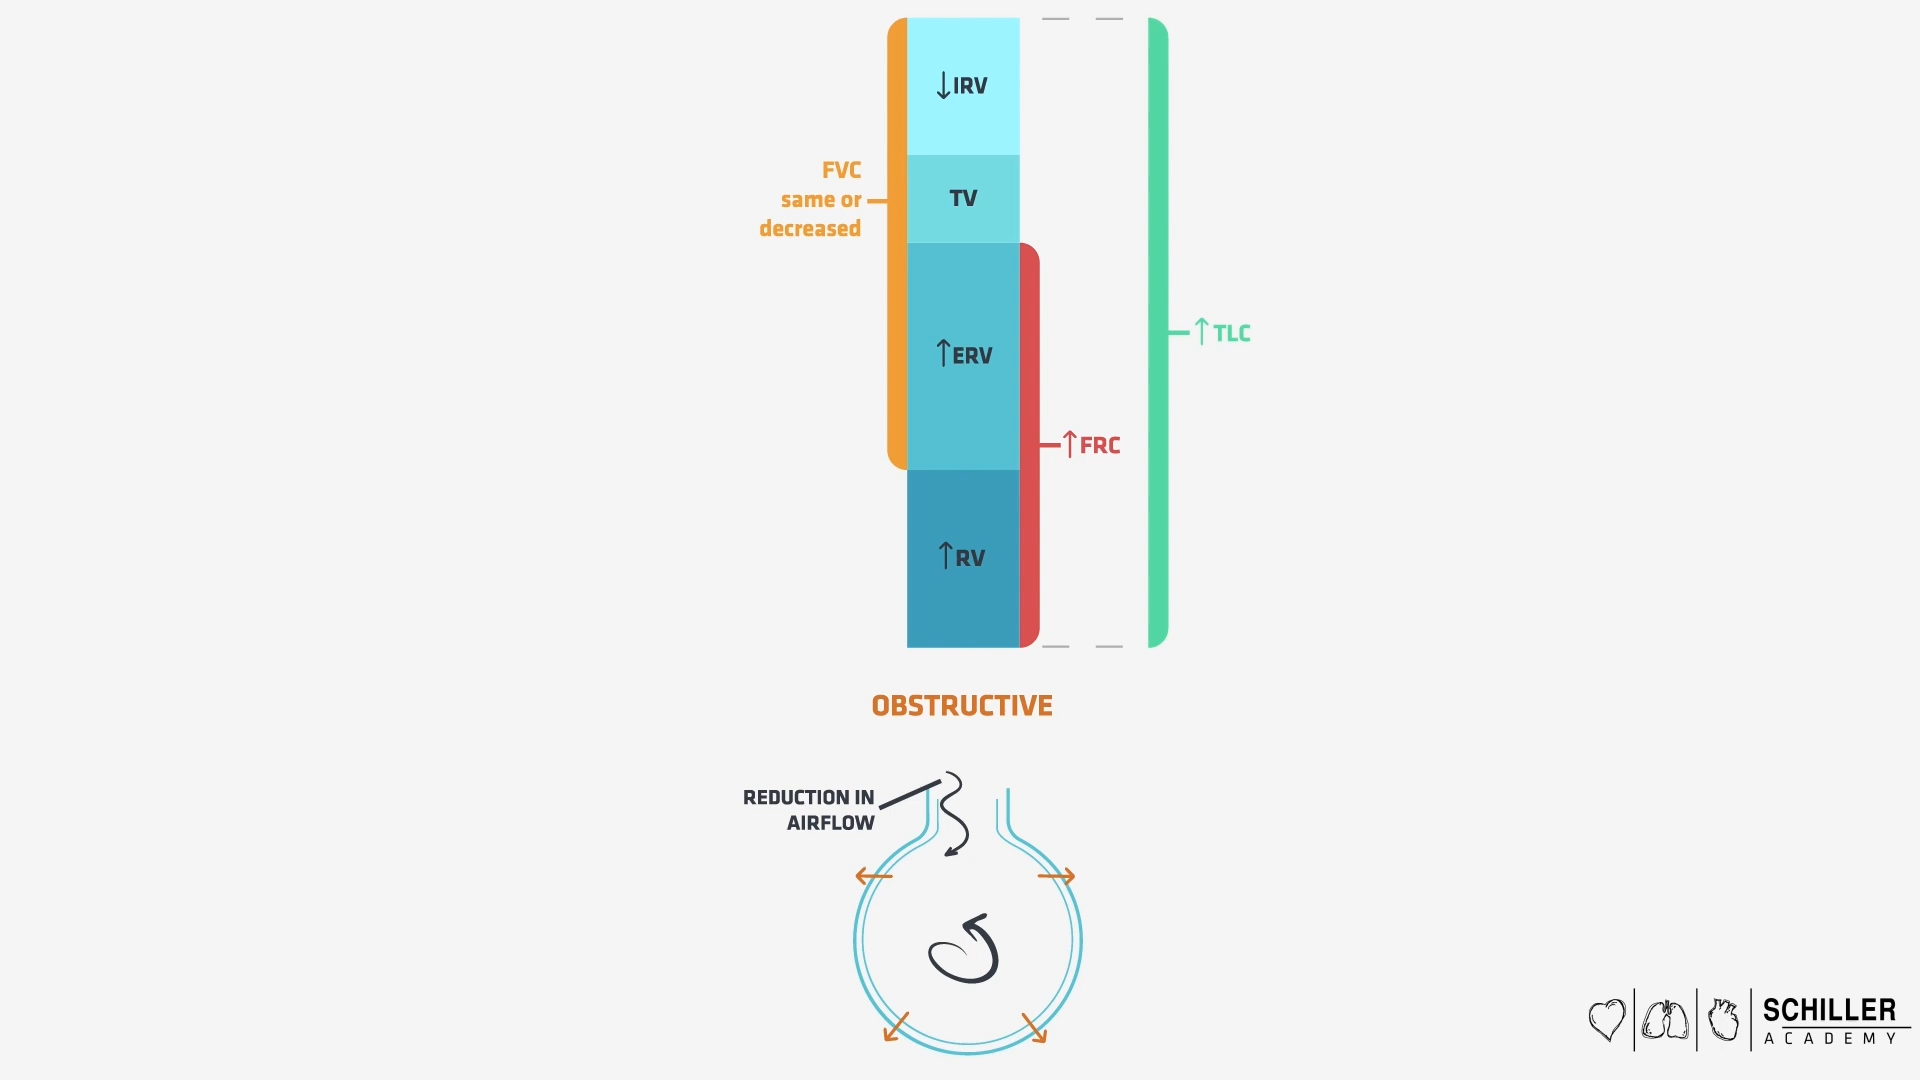 ↓IRV
FVC
same or
decreased
TV
↑TLC
↑ERV
↑FRC
↑RV
OBSTRUCTIVE
REDUCTION IN
AIRFLOW
SCHILLER
ACADEMY